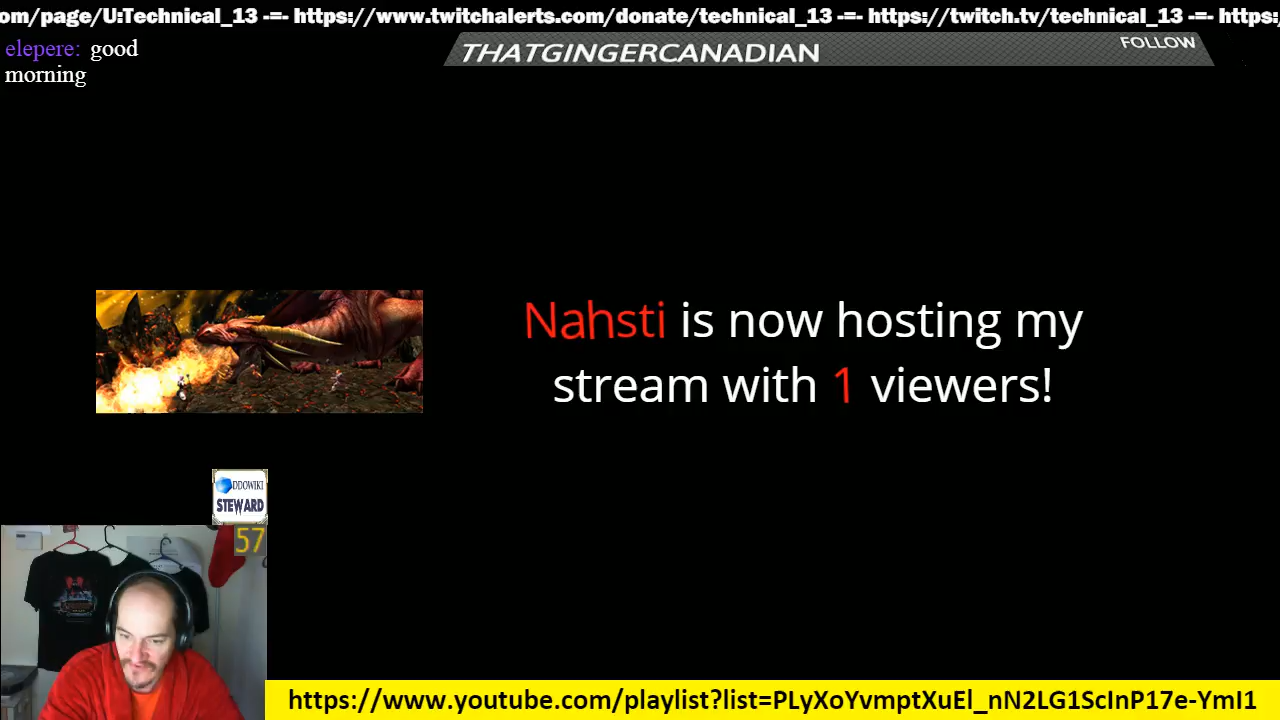 om/page/U:Technical_13 -=- https://www.twitchalerts.com/donate/technical_13 -=- https://twitch.tv/technical_13 -=- https:
elepere: good
morning
THATGINGERCANADIAN
FOLLOW
Nahsti is now hosting my
stream with 1 viewers!
DDOWIKI
STEWARD
57
https://www.youtube.com/playlist?list=PLyXoYvmptXuEl_nN2LG1ScInP17e-YmI1